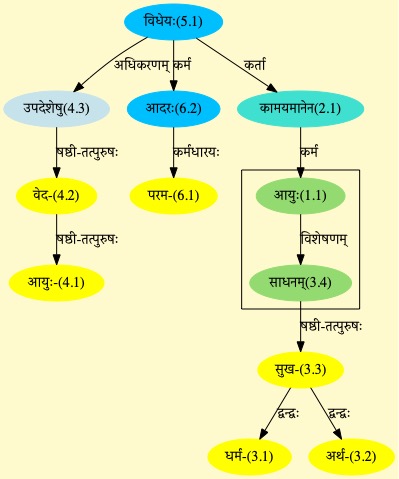 विधेयः(5.1)
अधिकरणम् कर्म कर्ता
उपदेशेषु(4.3) आदरः(6.2) कामयमानेन(2.1)
षष्ठी-तत्पुरुषः कर्मधारयः कर्म
वेद-(4.2) परम-(6.1) आयुः(1.1)
षष्ठी-तत्पुरुषः विशेषणम्
आयुः-(4.1) साधनम्(3.4)
षष्ठी-तत्पुरुषः
सुख-(3.3)
द्वन्द्वः द्वन्द्वः
धर्म-(3.1) अर्थ-(3.2)